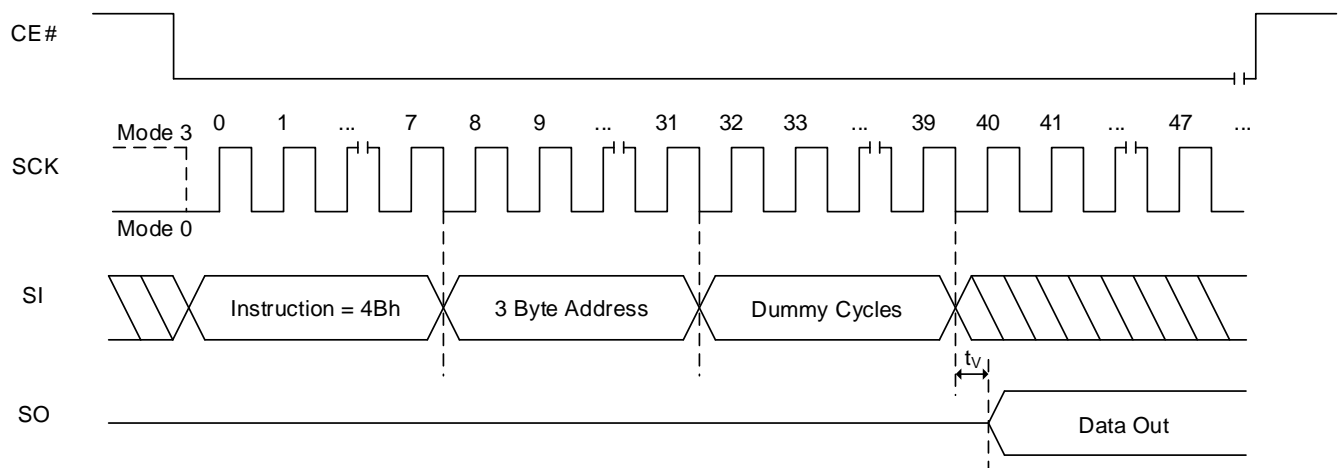 CE#
Mode 3 0 1 ... 7 8 9 ... 31 32 33 ... 39 40 41 ... 47 ...
SCK
Mode 0
SI Instruction = 4Bh 3 Byte Address Dummy Cycles
tV
SO Data Out